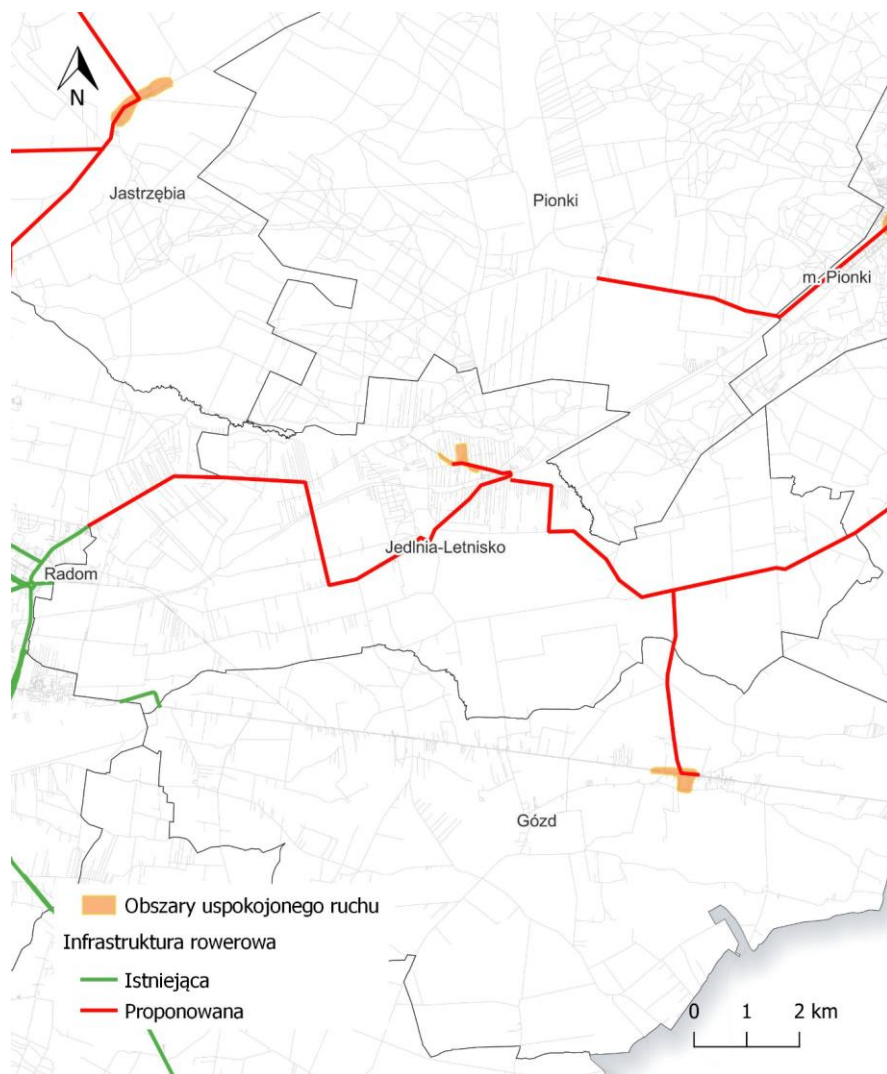 N
Jastrzębia
Pionki
m. Pionki
Jedlnia-Letnisko
Radom
Gózd
Obszary uspokojonego ruchu
Infrastruktura rowerowa
Istniejąca
Proponowana
0 1 2 km